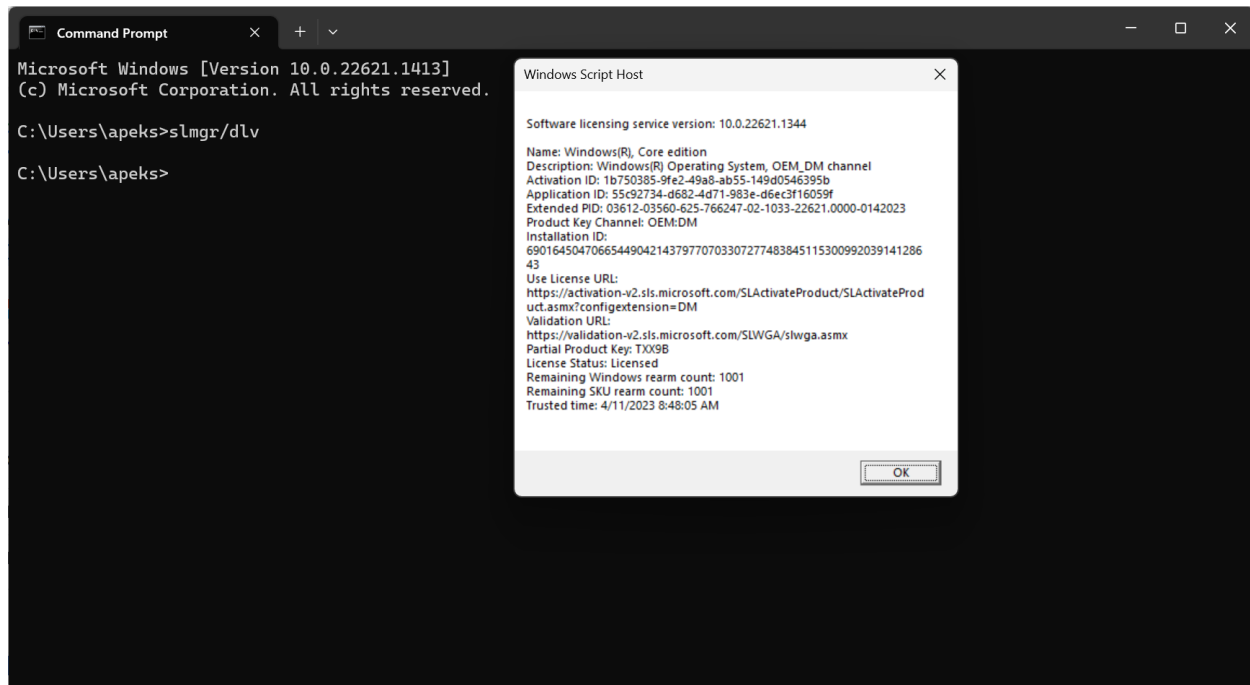 Command Prompt
Microsoft Windows [Version 10.0.22621.1413]
(c) Microsoft Corporation. All rights reserved.
C:\Users\apeks>slmgr/dlv
C:\Users\apeks>
Windows Script Host
Software licensing service version: 10.0.22621.1344
Name: Windows(R), Core edition
Description: Windows(R) Operating System, OEM_DM channel
Activation ID: 1b750385-9fe2-49a8-ab55-149d0546395b
Application ID: 55c92734-d682-4d71-983e-d6ec3f16059f
Extended PID: 03612-03560-625-766247-02-1033-22621.0000-0142023
Product Key Channel: OEM:DM
Installation ID:
690164504706654490421437977070330727748384511530099203914128​6
43
Use License URL:
https://activation-v2.sls.microsoft.com/SLActivateProduct/SLActivateProd
uct.asmx?configextension=DM
Validation URL:
https://validation-v2.sls.microsoft.com/SLWGA/slwga.asmx
Partial Product Key: TXX9B
License Status: Licensed
Remaining Windows rearm count: 1001
Remaining SKU rearm count: 1001
Trusted time: 4/11/2023 8:48:05 AM
OK